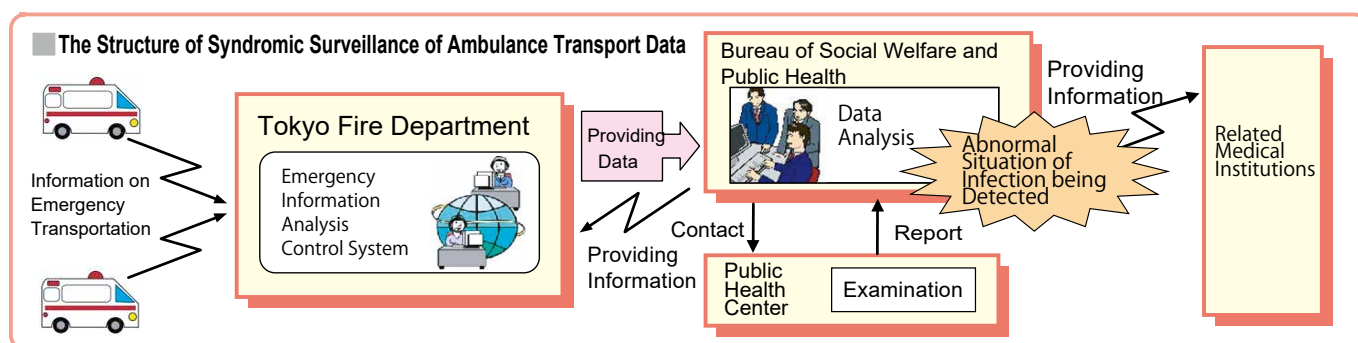 The Structure of Syndromic Surveillance of Ambulance Transport Data
Information on
Emergency
Transportation
Tokyo Fire Department
Emergency
Information
Analysis
Control System
Providing
Data
Providing
Information
Bureau of Social Welfare and
Public Health
Data
Analysis
Abnormal
Situation of
Infection being
Detected
Contact
Report
Public
Health
Center
Examination
Providing
Information
Related
Medical
Institutions